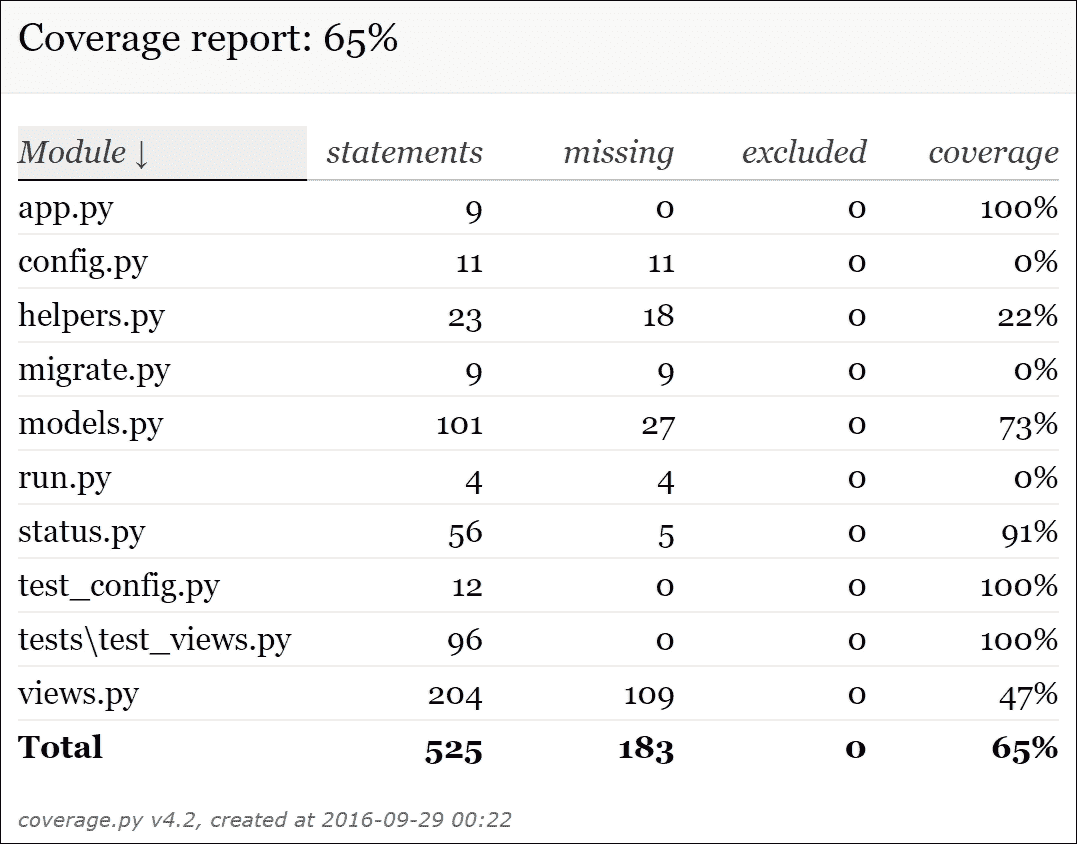 Coverage report: 65%
Module ↓ statements missing excluded coverage
app.py 9 0 0 100%
config.py 11 11 0 0%
helpers.py 23 18 0 22%
migrate.py 9 9 0 0%
models.py 101 27 0 73%
run.py 4 4 0 0%
status.py 56 5 0 91%
test_config.py 12 0 0 100%
tests\test_views.py 96 0 0 100%
views.py 204 109 0 47%
Total 525 183 0 65%
coverage.py v4.2, created at 2016-09-29 00:22